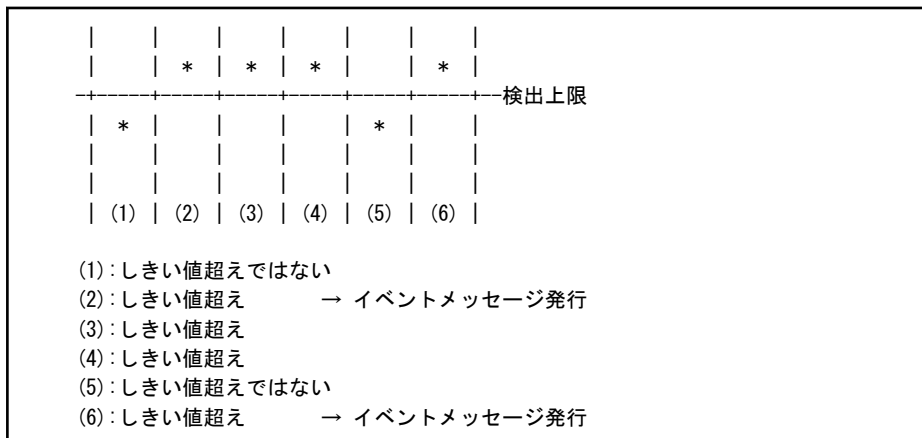 |     |     |     |     |     |     |
|     |  *  |  *  |  *  |     |  *  |
-+-----+-----+-----+-----+-----+-----+--検出上限
|  *  |     |     |     |  *  |     |
|     |     |     |     |     |     |
|     |     |     |     |     |     |
| (1) | (2) | (3) | (4) | (5) | (6) |
(1):しきい値超えではない
(2):しきい値超え　　　→ イベントメッセージ発行
(3):しきい値超え
(4):しきい値超え
(5):しきい値超えではない
(6):しきい値超え　　　→ イベントメッセージ発行